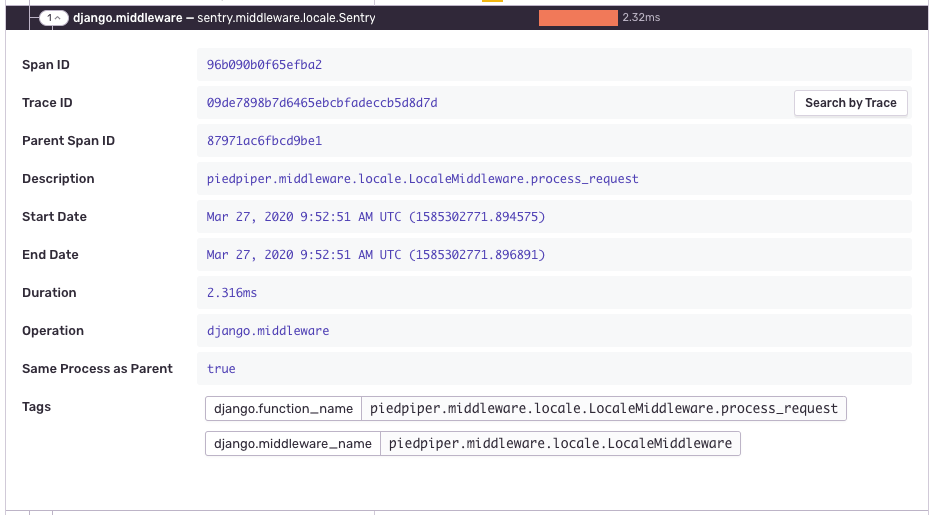 1 django.middleware — sentry.middleware.locale.Sentry 2.32ms
Span ID 96b090b0f65efba2
Trace ID 09de7898b7d6465ebcbfadeccb5d8d7d Search by Trace
Parent Span ID 87971ac6fbcd9be1
Description piedpiper.middleware.locale.LocaleMiddleware.process_request
Start Date Mar 27, 2020 9:52:51 AM UTC (1585302771.894575)
End Date Mar 27, 2020 9:52:51 AM UTC (1585302771.896891)
Duration 2.316ms
Operation django.middleware
Same Process as Parent true
Tags django.function_name piedpiper.middleware.locale.LocaleMiddleware.process_request
django.middleware_name piedpiper.middleware.locale.LocaleMiddleware